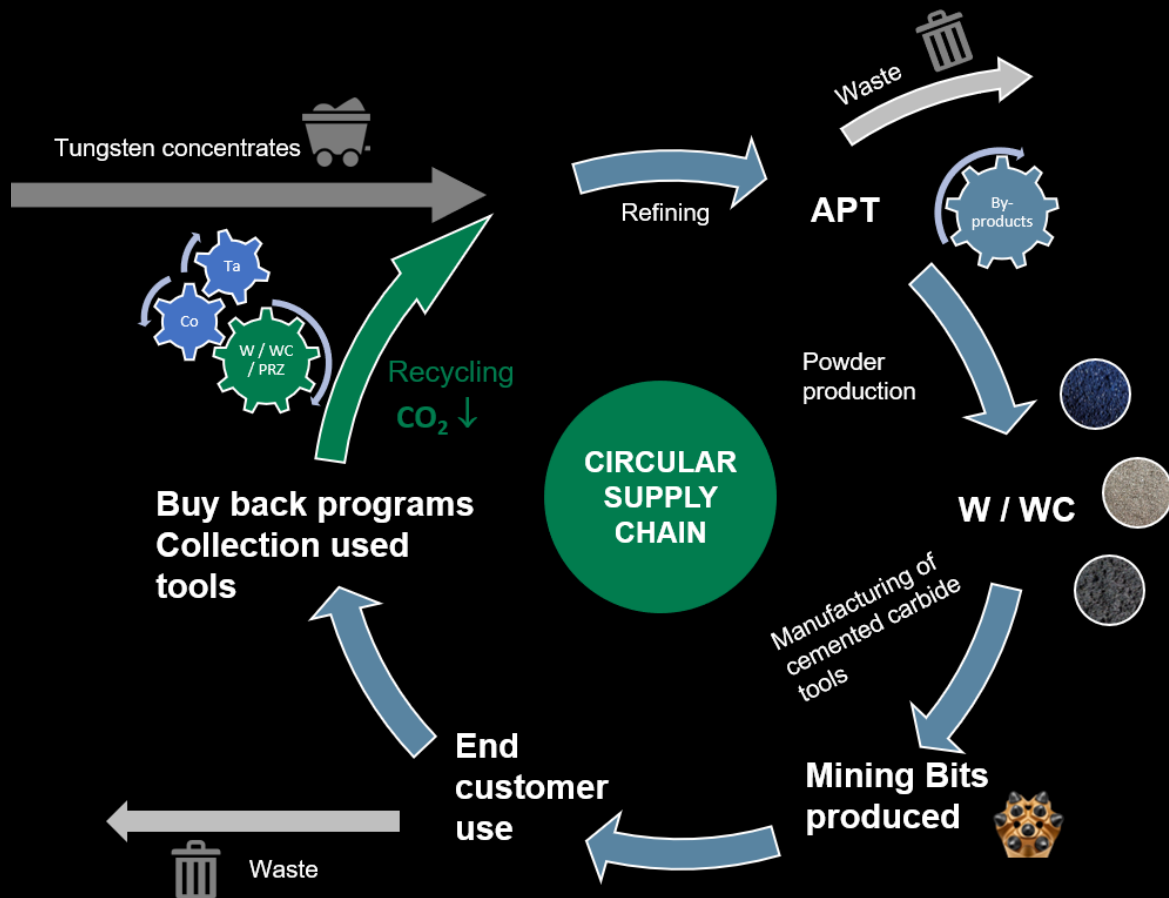 Waste
Tungsten concentrates
Refining
APT
By-
products
Ta
Co
W / WC
/ PRZ
Recycling
CO₂ ↓
Powder
production
CIRCULAR
SUPPLY
CHAIN
Buy back programs
Collection used
tools
W / WC
Manufacturing of
cemented carbide
tools
End
customer
use
Mining Bits
produced
Waste